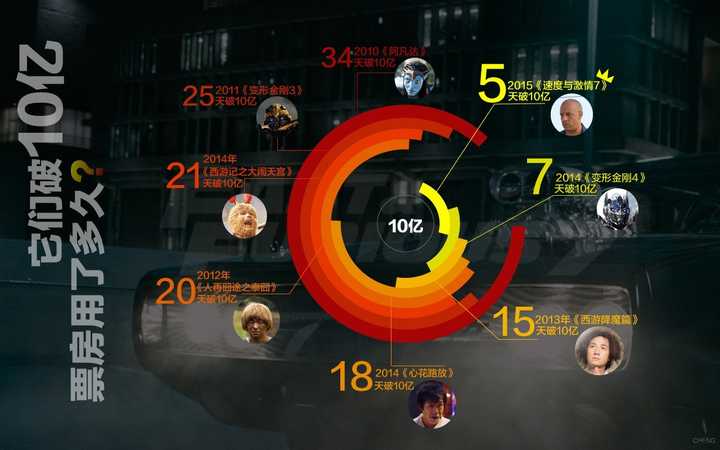 它们破10亿
票房用了多久?
10亿
34 2010《阿凡达》
天破10亿
25 2011《变形金刚3》
天破10亿
21 2014年
《西游记之大闹天宫》
天破10亿
20 2012年
《人再囧途之泰囧》
天破10亿
18 2014《心花路放》
天破10亿
15 2013年《西游降魔篇》
天破10亿
7 2014《变形金刚4》
天破10亿
5 2015《速度与激情7》
天破10亿
CHENG